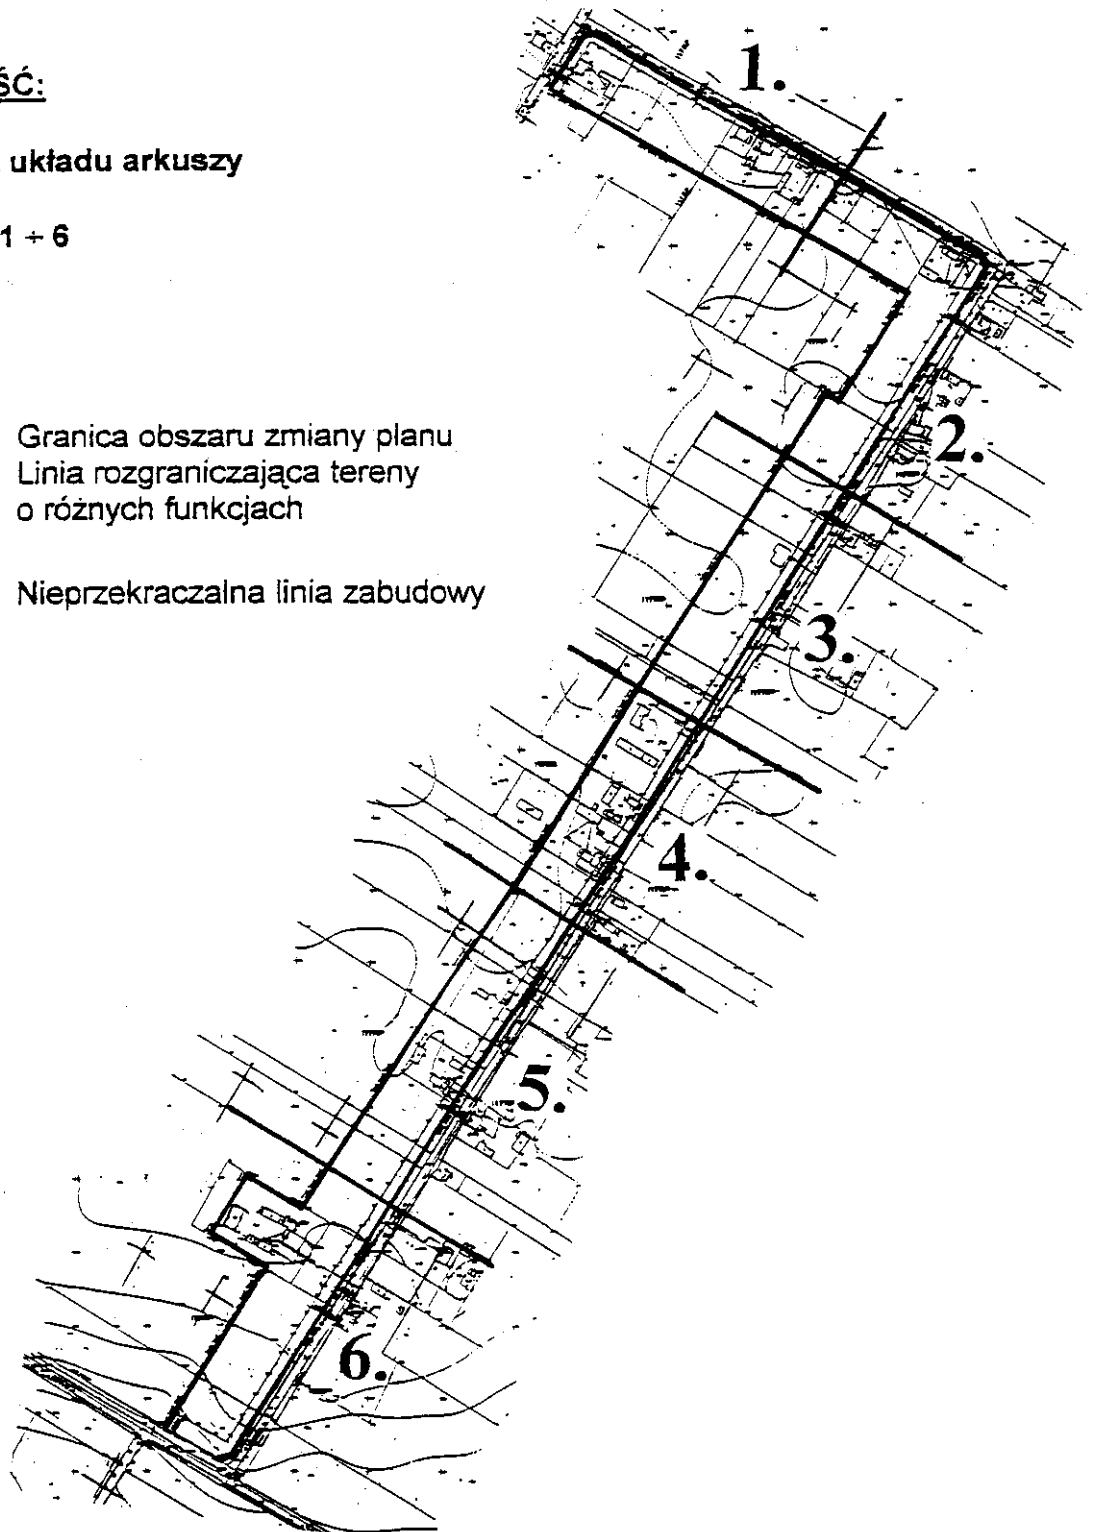 ŚĆ:
układu arkuszy
1 ÷ 6
Granica obszaru zmiany planu
Linia rozgraniczająca tereny
o różnych funkcjach
Nieprzekraczalna linia zabudowy
1.
2.
3.
4.
5.
6.